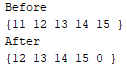 Before
{11 12 13 14 15 }
After
{12 13 14 15 0 }